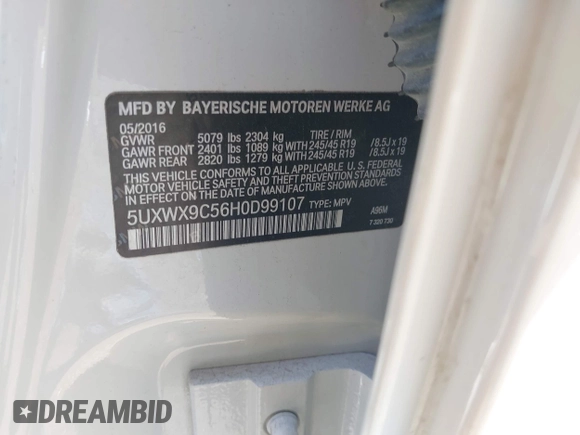 MFD BY BAYERISCHE MOTOREN WERKE AG
05/2016
GVWR 5079 lbs 2304 kg TIRE / RIM
GAWR FRONT 2401 lbs 1089 kg WITH 245/45 R19 / 8.5J x 19
GAWR REAR 2820 lbs 1279 kg WITH 245/45 R19 / 8.5J x 19
THIS VEHICLE CONFORMS TO ALL APPLICABLE U.S. FEDERAL
MOTOR VEHICLE SAFETY, BUMPER, AND THEFT PREVENTION STANDARDS
IN EFFECT ON THE DATE OF MANUFACTURE SHOWN ABOVE.
5UXWX9C56H0D99107 TYPE: MPV A96M
7 320 730
DREAMBID